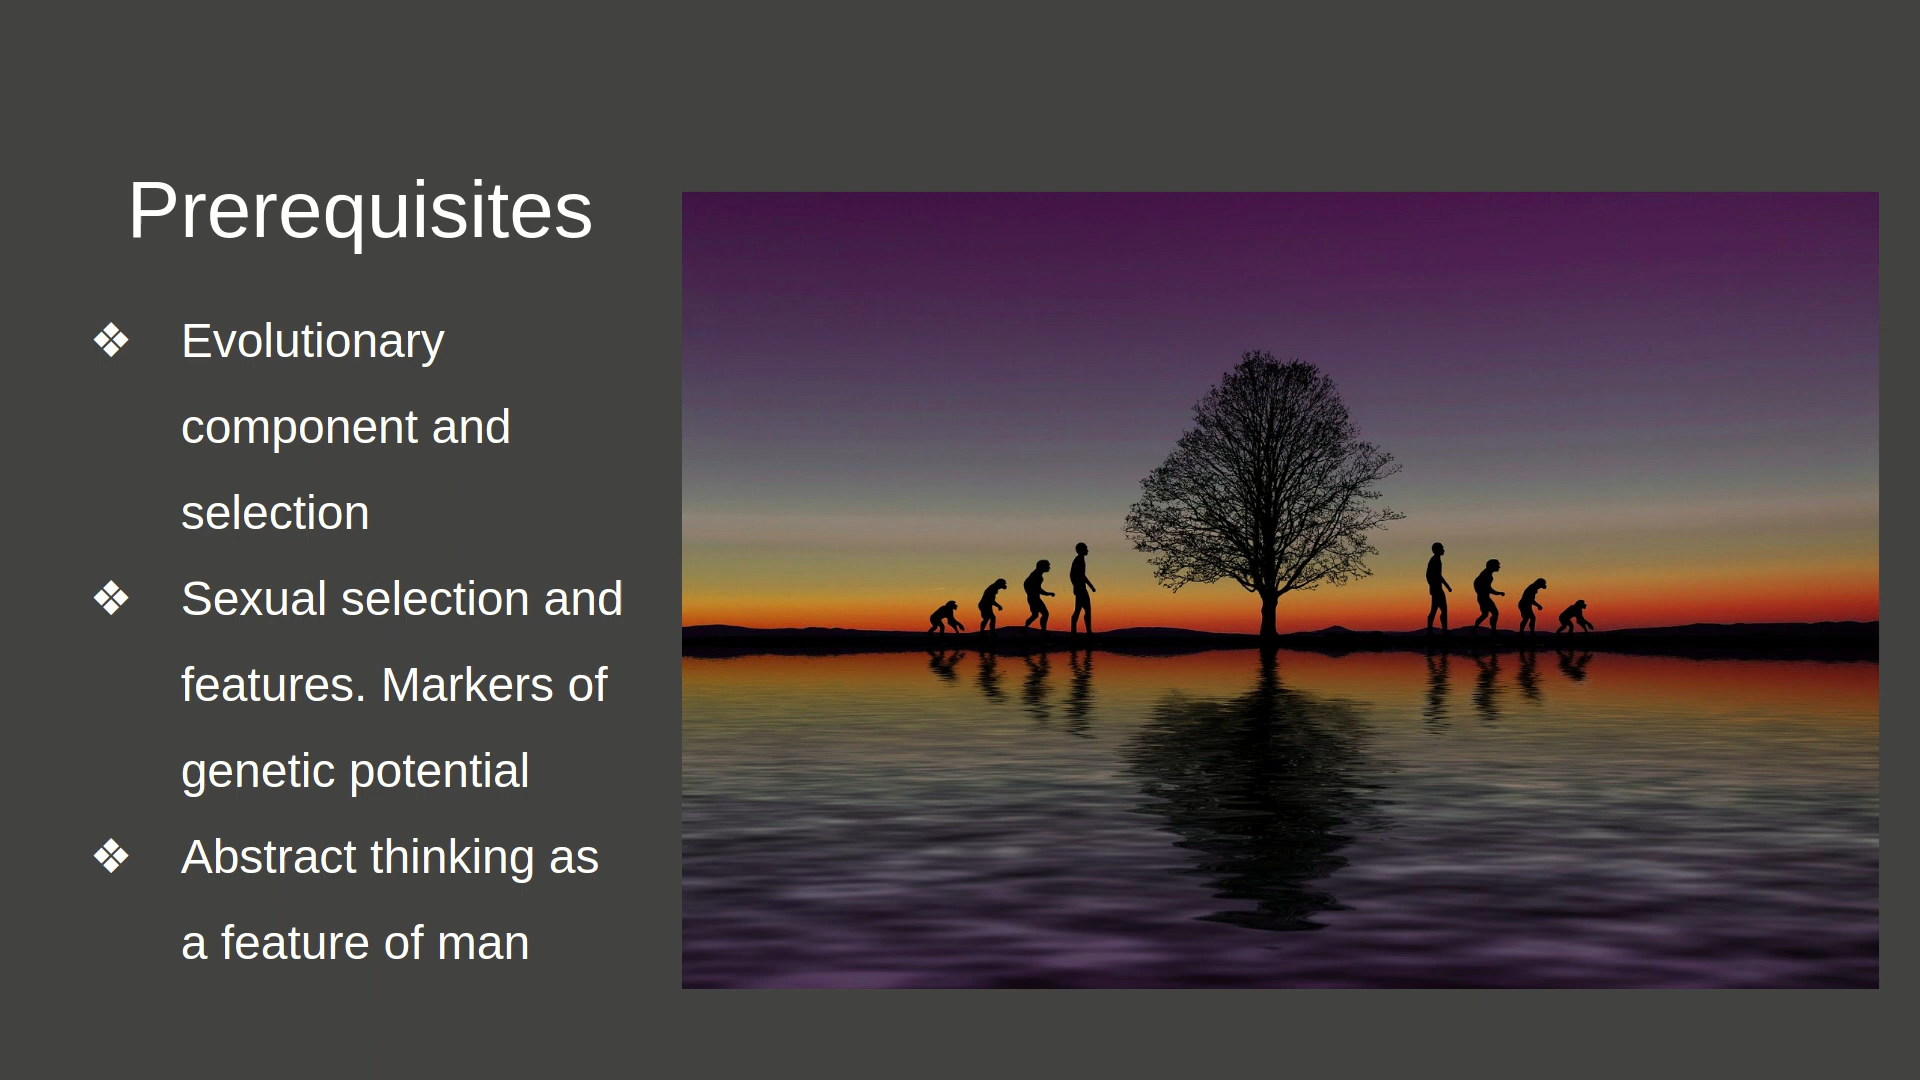 Prerequisites
❖ Evolutionary
component and
selection
❖ Sexual selection and
features. Markers of
genetic potential
❖ Abstract thinking as
a feature of man